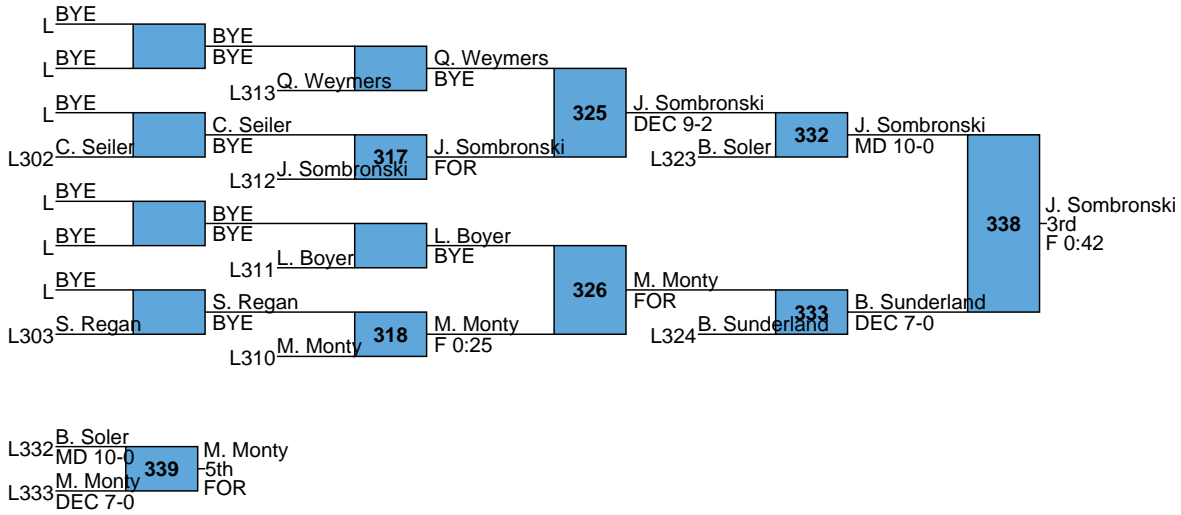 L BYE
BYE
BYE
L BYE
L313 Q. Weymers
Q. Weymers
BYE
L BYE
C. Seiler
BYE
L302 C. Seiler
317
L312 J. Sombronski
J. Sombronski
FOR
325
J. Sombronski
DEC 9-2
L323 B. Soler
332
J. Sombronski
MD 10-0
L BYE
BYE
BYE
L BYE
L311 L. Boyer
L. Boyer
BYE
L BYE
S. Regan
BYE
L303 S. Regan
318
L310 M. Monty
M. Monty
F 0:25
326
M. Monty
FOR
L324 B. Sunderland
333
B. Sunderland
DEC 7-0
338
J. Sombronski
3rd
F 0:42
L332 B. Soler
MD 10-0
L333 M. Monty
DEC 7-0
339
M. Monty
5th
FOR